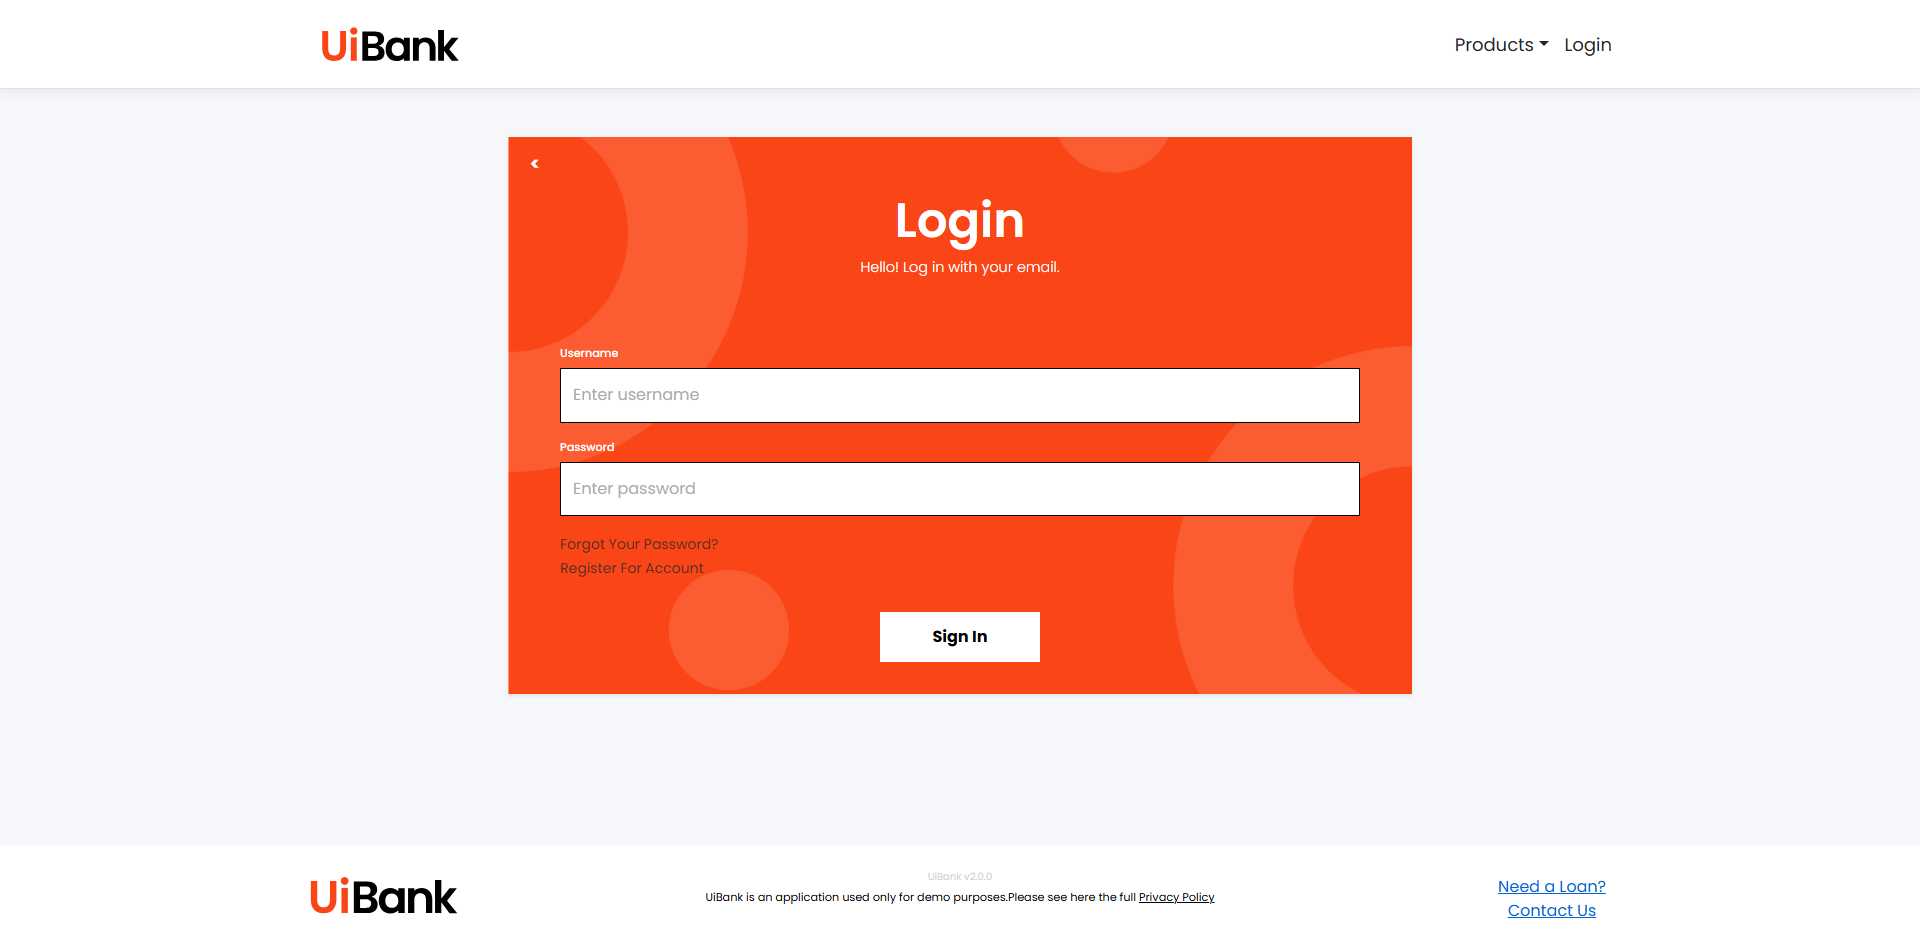 UiBank
Products Login
Login
Hello! Log in with your email.
Username
Enter username
Password
Enter password
Forgot Your Password?
Register For Account
Sign In
UiBank
UiBank v2.0.0
UiBank is an application used only for demo purposes.Please see here the full Privacy Policy
Need a Loan?
Contact Us